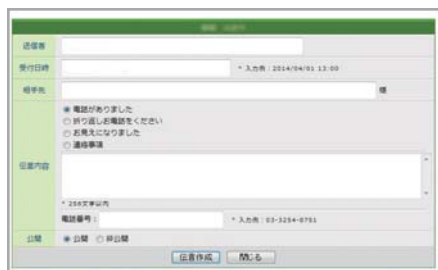 送信者
受付日時
* 入力例 : 2014/04/01 13:00
相手先
様
電話がありました
折り返しお電話をください
お見えになりました
連絡事項
伝言内容
* 256文字以内
電話番号 :
* 入力例 : 03-3254-0751
公開
公開 非公開
伝言作成 閉じる